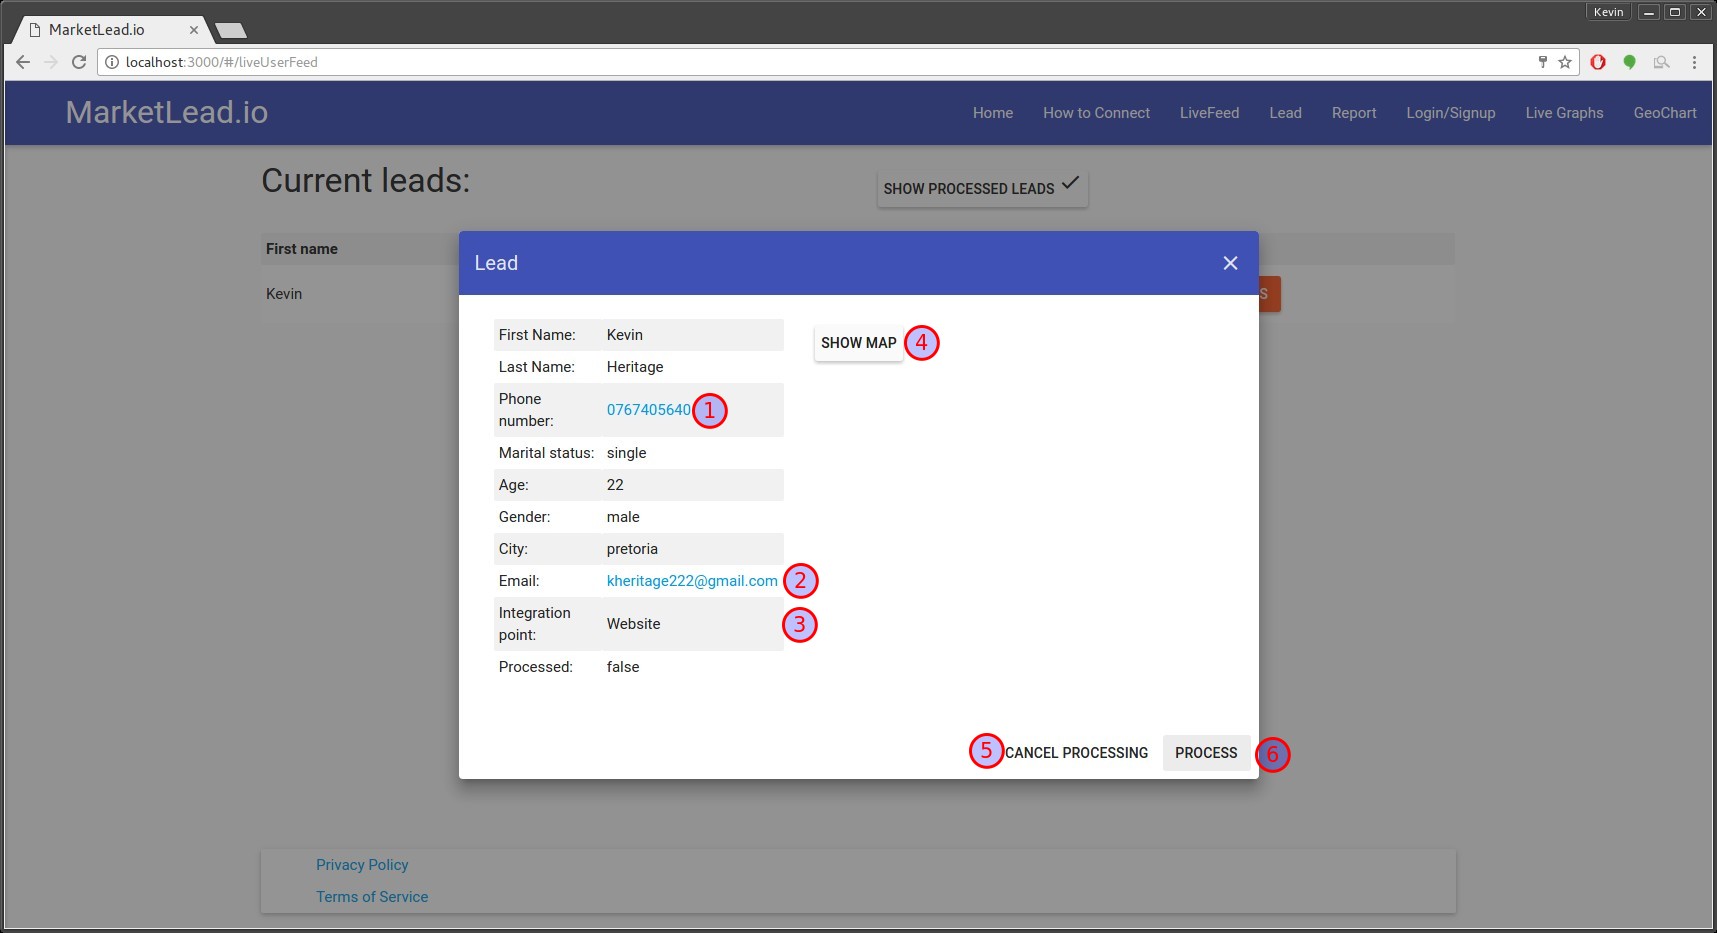 Kevin
MarketLead.io
localhost:3000/#/liveUserFeed
MarketLead.io
Home How to Connect LiveFeed Lead Report Login/Signup Live Graphs GeoChart
Current leads:
SHOW PROCESSED LEADS
First name
Kevin
S
Lead
First Name: Kevin
SHOW MAP 4
Last Name: Heritage
Phone
number:
0767405640 1
Marital status: single
Age: 22
Gender: male
City: pretoria
Email: kheritage222@gmail.com 2
Integration
point:
Website 3
Processed: false
5 CANCEL PROCESSING PROCESS 6
Privacy Policy
Terms of Service